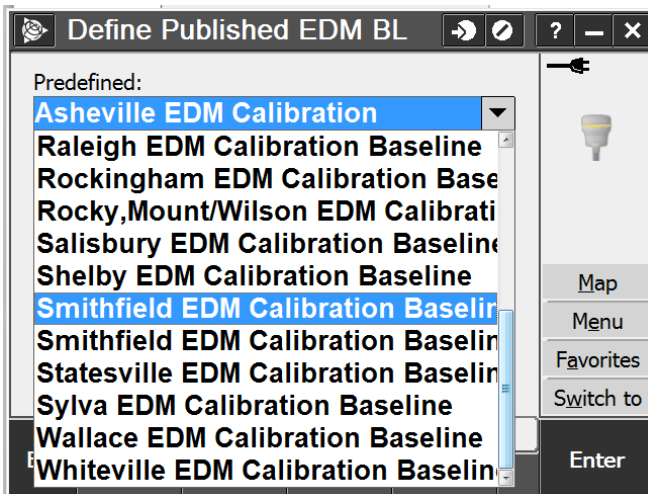 Define Published EDM BL
?
Predefined:
Asheville EDM Calibration
Raleigh EDM Calibration Baseline
Rockingham EDM Calibration Base
Rocky,Mount/Wilson EDM Calibrati
Salisbury EDM Calibration Baseline
Shelby EDM Calibration Baseline
Smithfield EDM Calibration Baselin
Smithfield EDM Calibration Baselin
Statesville EDM Calibration Baselin
Sylva EDM Calibration Baseline
Wallace EDM Calibration Baseline
Whiteville EDM Calibration Baselin
Map
Menu
Favorites
Switch to
Enter